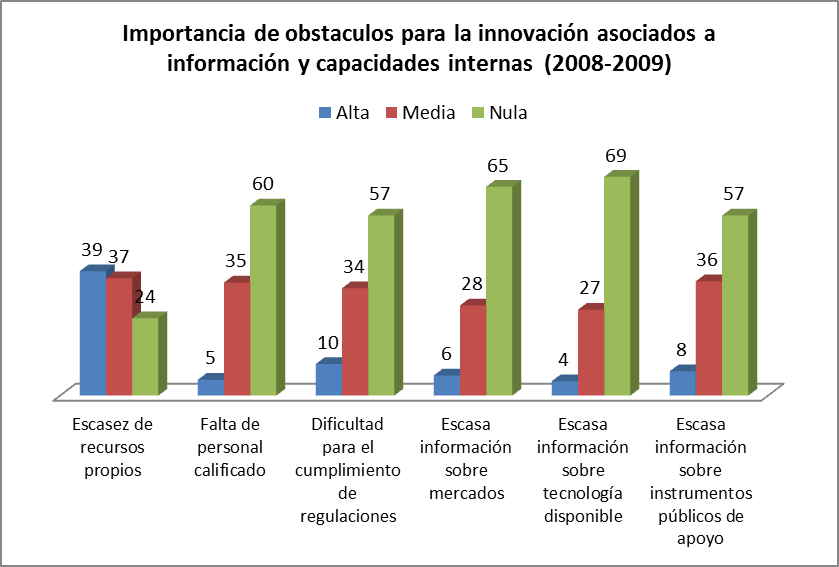 Importancia de obstaculos para la innovación asociados a
información y capacidades internas (2008-2009)
Alta Media Nula
39 37 24
5 35 60
10 34 57
6 28 65
4 27 69
8 36 57
Escasez de
recursos
propios
Falta de
personal
calificado
Dificultad
para el
cumplimiento
de
regulaciones
Escasa
información
sobre
mercados
Escasa
información
sobre
tecnología
disponible
Escasa
información
sobre
instrumentos
públicos de
apoyo